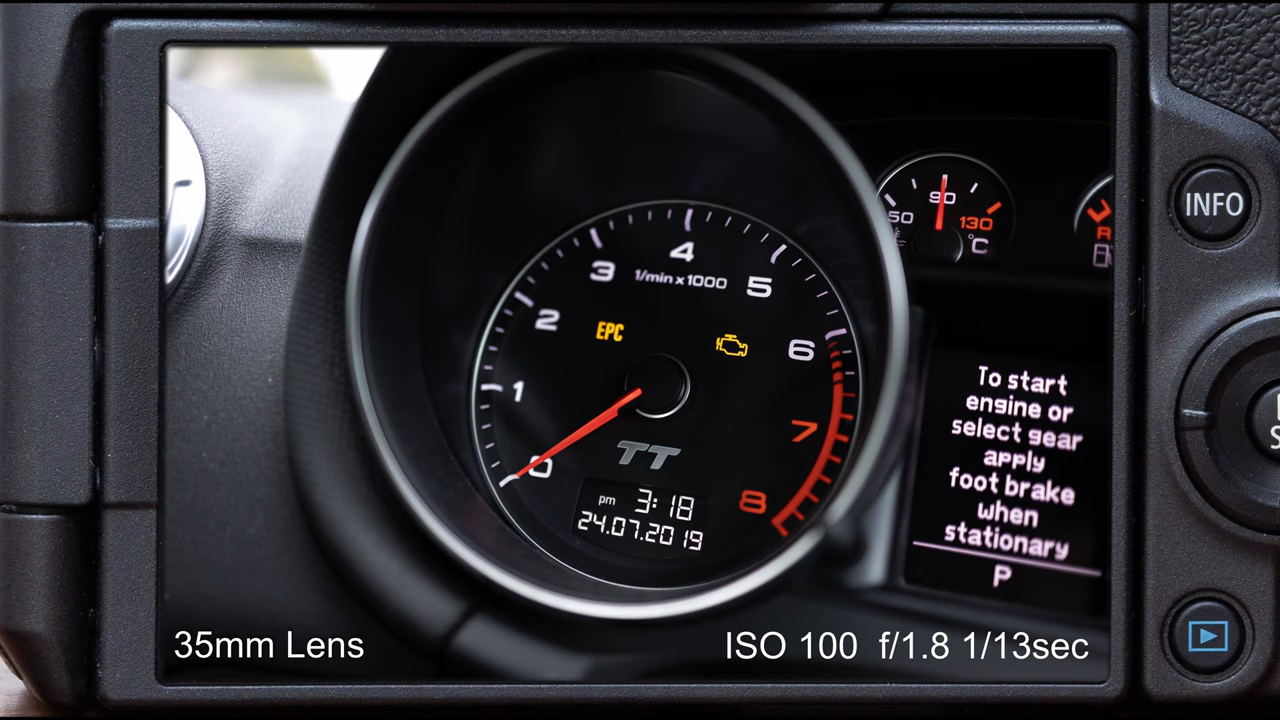 4
3
5
1/min x 1000
2
EPC
6
1
7
0
TT
8
pm 3:18
24.07.2019
50
90
130
°C
R
To start
engine or
select gear
apply
foot brake
when
stationary
P
INFO
35mm Lens
ISO 100 f/1.8 1/13sec